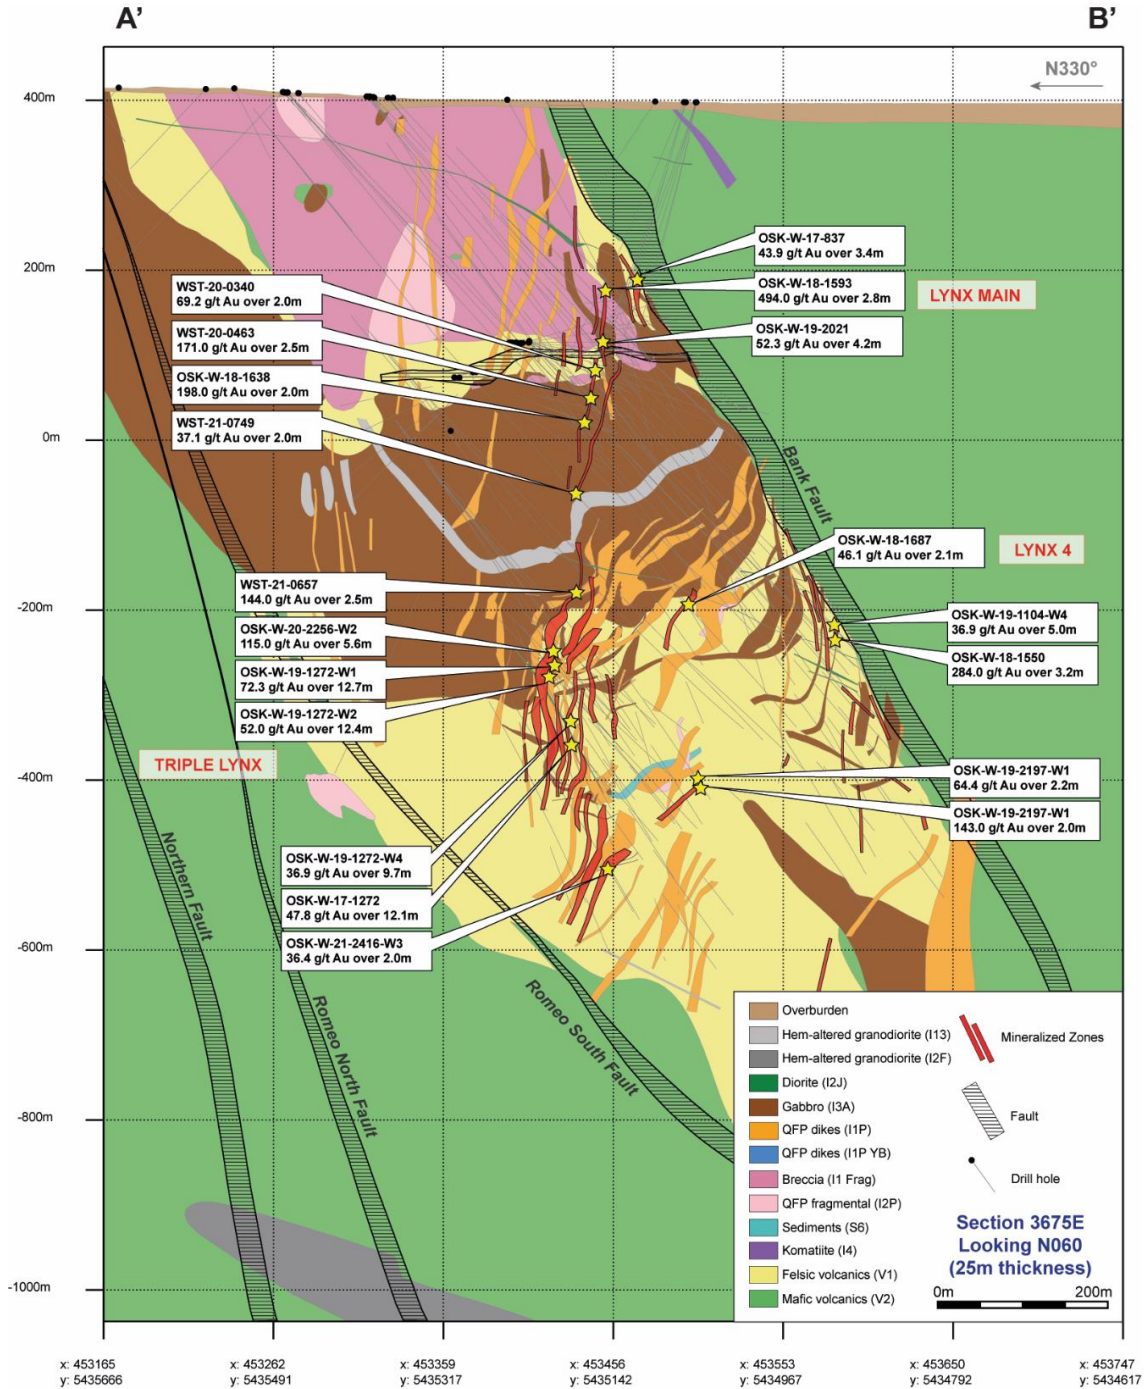 A’
B’
N330°
400m
200m
0m
-200m
-400m
-600m
-800m
-1000m
OSK-W-17-837
43.9 g/t Au over 3.4m
OSK-W-18-1593
494.0 g/t Au over 2.8m
LYNX MAIN
OSK-W-19-2021
52.3 g/t Au over 4.2m
WST-20-0340
69.2 g/t Au over 2.0m
WST-20-0463
171.0 g/t Au over 2.5m
OSK-W-18-1638
198.0 g/t Au over 2.0m
WST-21-0749
37.1 g/t Au over 2.0m
Bank Fault
OSK-W-18-1687
46.1 g/t Au over 2.1m
LYNX 4
WST-21-0657
144.0 g/t Au over 2.5m
OSK-W-20-2256-W2
115.0 g/t Au over 5.6m
OSK-W-19-1272-W1
72.3 g/t Au over 12.7m
OSK-W-19-1272-W2
52.0 g/t Au over 12.4m
OSK-W-19-1104-W4
36.9 g/t Au over 5.0m
OSK-W-18-1550
284.0 g/t Au over 3.2m
TRIPLE LYNX
OSK-W-19-2197-W1
64.4 g/t Au over 2.2m
OSK-W-19-2197-W1
143.0 g/t Au over 2.0m
OSK-W-19-1272-W4
36.9 g/t Au over 9.7m
OSK-W-17-1272
47.8 g/t Au over 12.1m
OSK-W-21-2416-W3
36.4 g/t Au over 2.0m
Northern Fault
Romeo North Fault
Romeo South Fault
Overburden
Hem-altered granodiorite (I13)
Hem-altered granodiorite (I2F)
Diorite (I2J)
Gabbro (I3A)
QFP dikes (I1P)
QFP dikes (I1P YB)
Breccia (I1 Frag)
QFP fragmental (I2P)
Sediments (S6)
Komatiite (I4)
Felsic volcanics (V1)
Mafic volcanics (V2)
Mineralized Zones
Fault
Drill hole
Section 3675E
Looking N060
(25m thickness)
0m 200m
x: 453165 x: 453262 x: 453359 x: 453456 x: 453553 x: 453650 x: 453747
y: 5435666 y: 5435491 y: 5435317 y: 5435142 y: 5434967 y: 5434792 y: 5434617